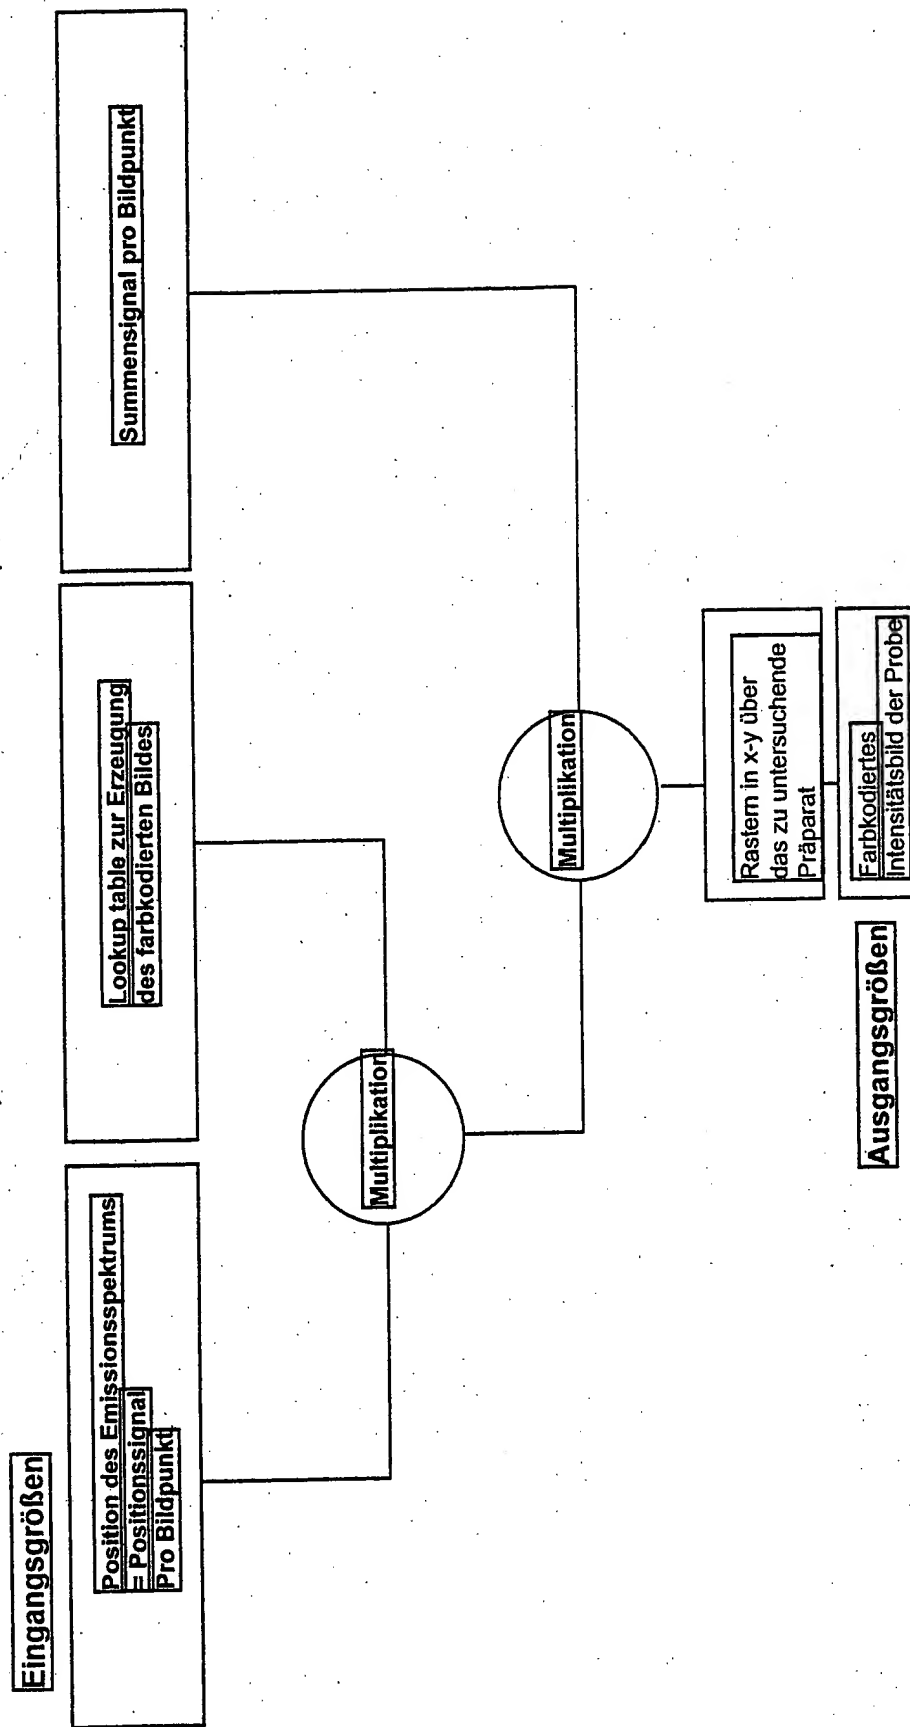 Eingangsgrößen
Position des Emissionsspektrums
= Positionssignal
Pro Bildpunkt
Lookup table zur Erzeugung
des farbkodierten Bildes
Summensignal pro Bildpunkt
Multiplikation
Multiplikation
Rastern in x-y über
das zu untersuchende
Präparat
Ausgangsgrößen
Farbkodiertes
Intensitätsbild der Probe